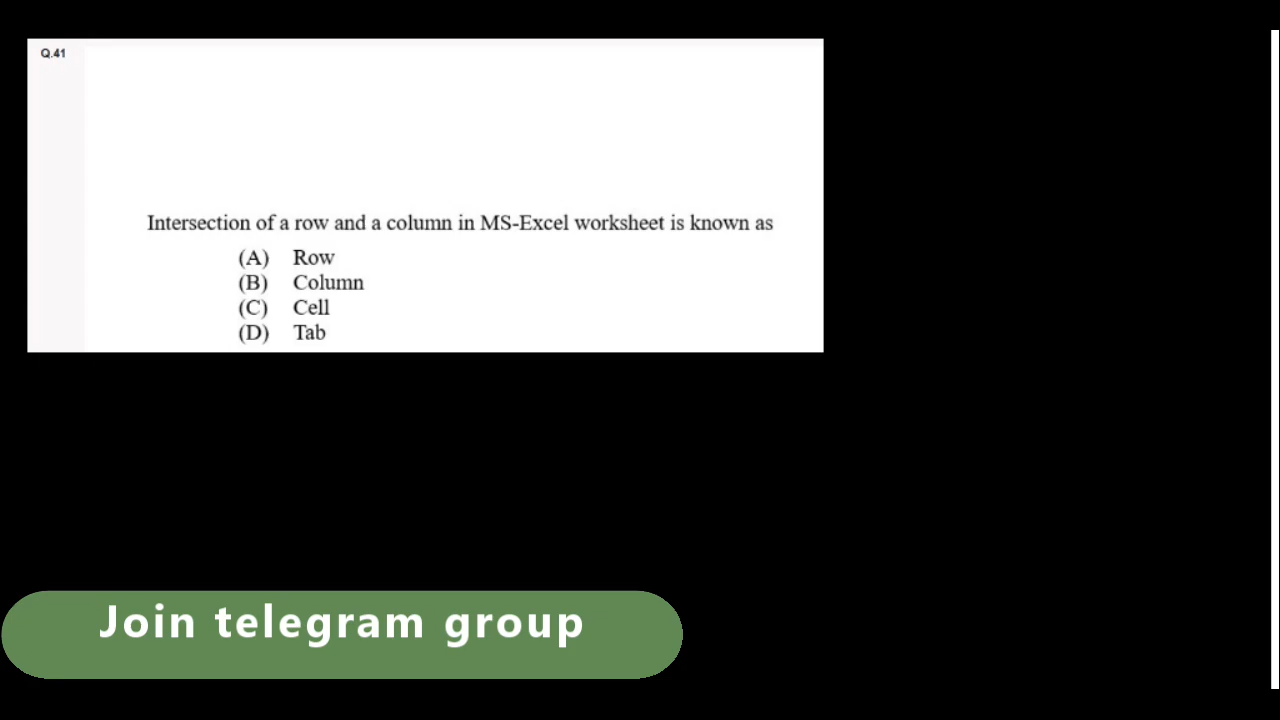 Q.41
Intersection of a row and a column in MS-Excel worksheet is known as
(A) Row
(B) Column
(C) Cell
(D) Tab
Join telegram group